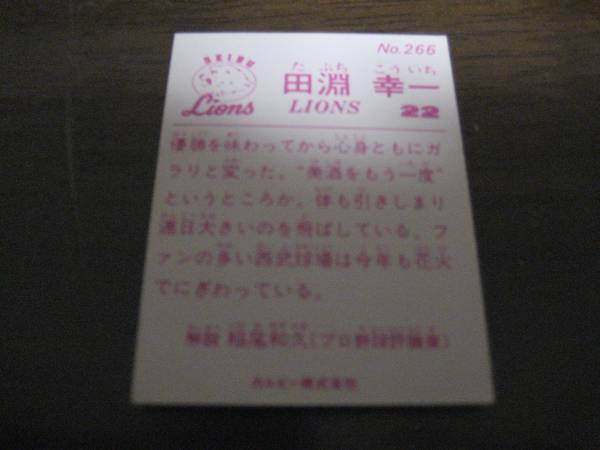 No.266
SEIBU
Lions
た ぶち こういち
田淵 幸一
LIONS 22
優勝を味わってから心身ともにガ
ラリと変った。“美酒をもう一度”
というところか。体も引きしまり
連日大きいのを飛ばしている。フ
ァンの多い西武球場は今年も花火
でにぎわっている。
解説 稲尾和久(プロ野球評論家)
カルビー株式会社